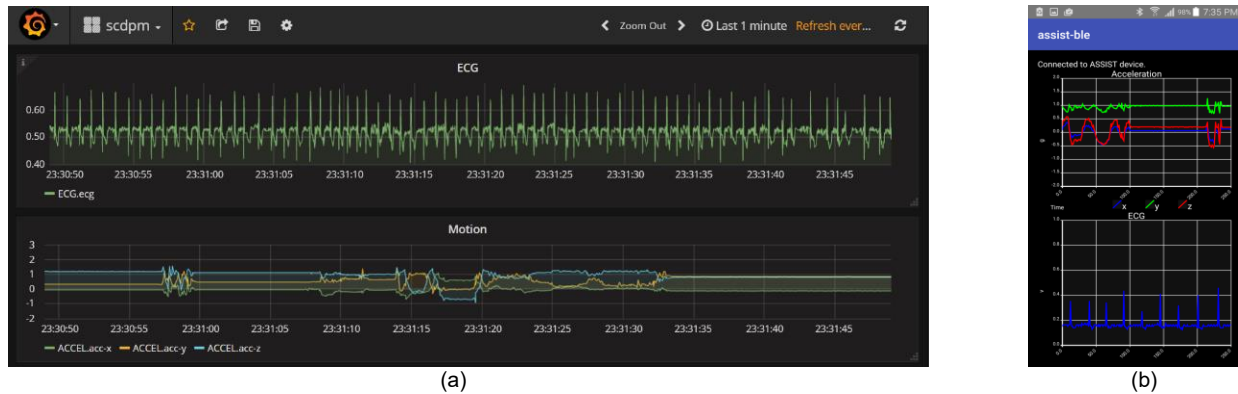 scdpm
Zoom Out
Last 1 minute
Refresh ever...
ECG
0.60
0.50
0.40
23:30:50 23:30:55 23:31:00 23:31:05 23:31:10 23:31:15 23:31:20 23:31:25 23:31:30 23:31:35 23:31:40 23:31:45
ECG.ecg
Motion
3
2
1
0
-1
-2
23:30:50 23:30:55 23:31:00 23:31:05 23:31:10 23:31:15 23:31:20 23:31:25 23:31:30 23:31:35 23:31:40 23:31:45
ACCEL.acc-x ACCEL.acc-y ACCEL.acc-z
(a)
98% 7:35 PM
assist-ble
Connected to ASSIST device.
Acceleration
Time
x y z
ECG
(b)